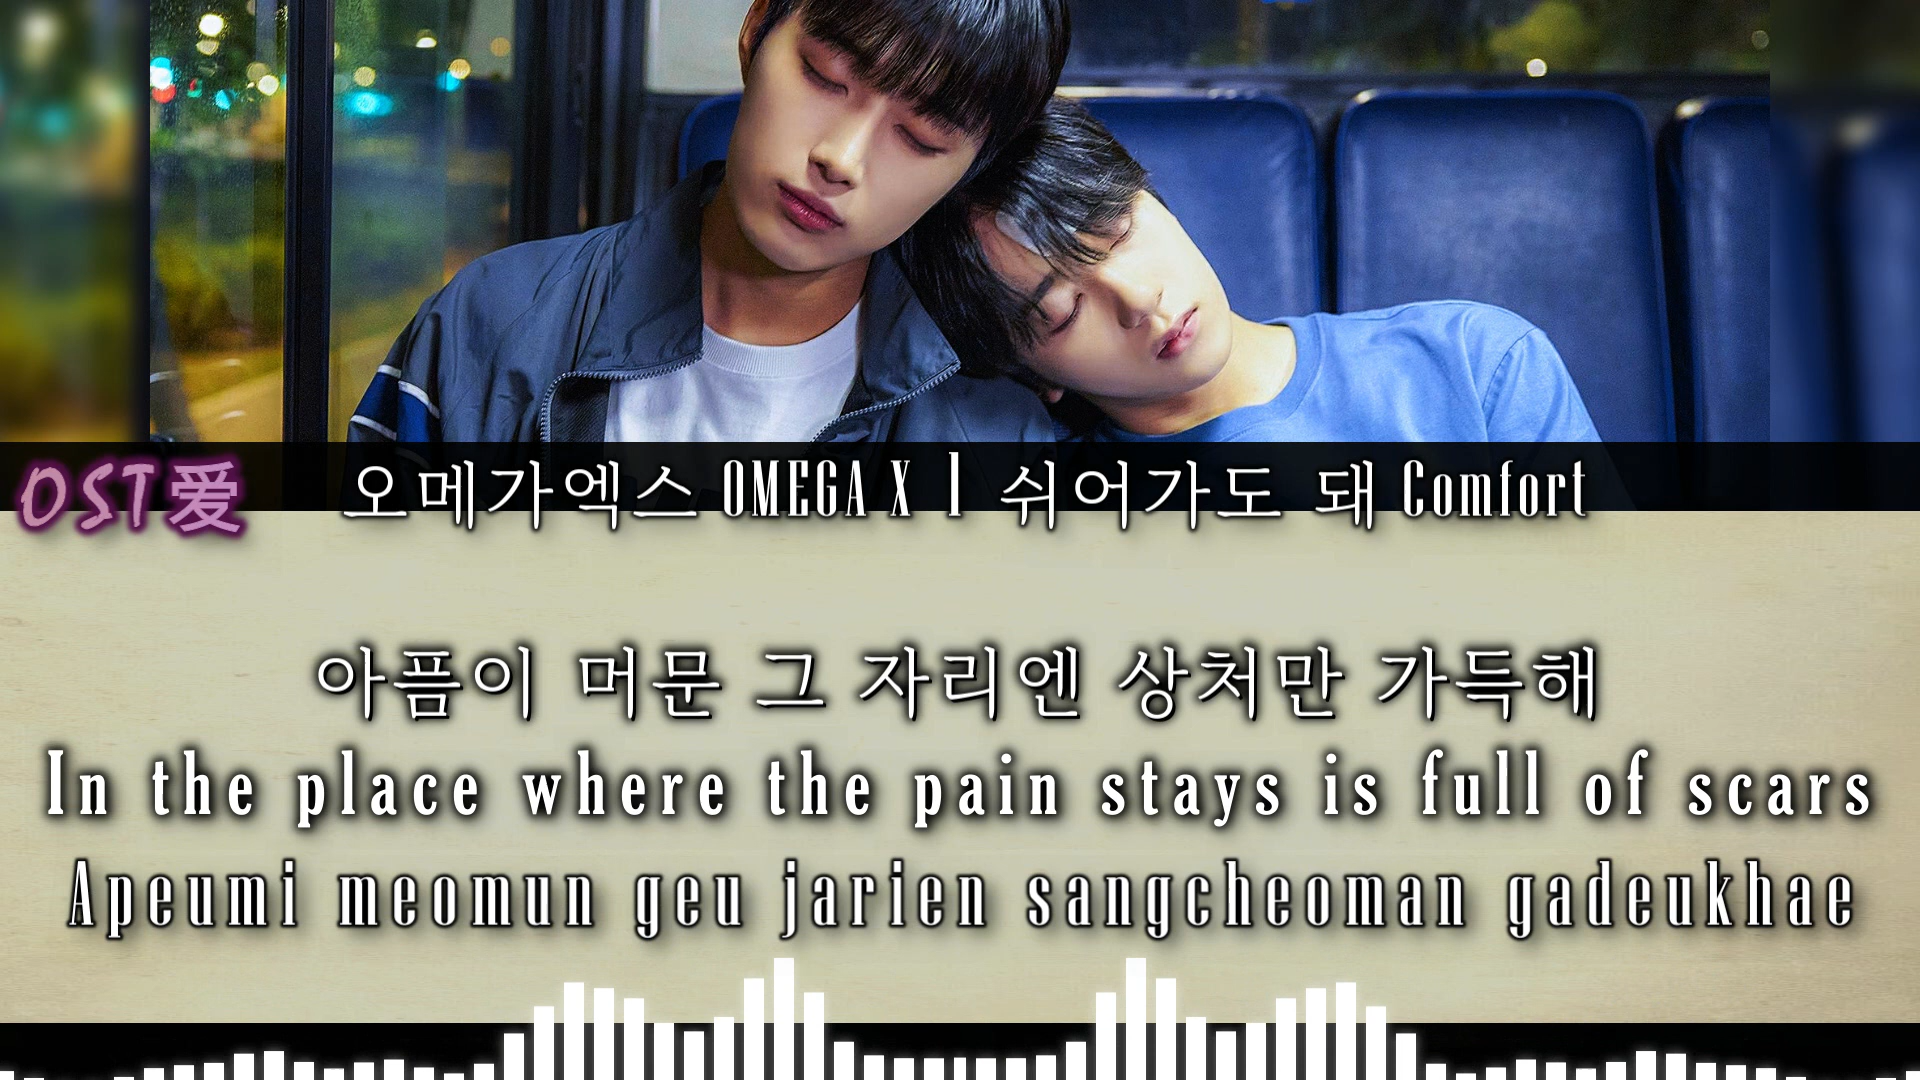 OST爱 오메가엑스 OMEGA X | 쉬어가도 돼 Comfort
아픔이 머문 그 자리엔 상처만 가득해
In the place where the pain stays is full of scars
Apeumi meomun geu jarien sangcheoman gadeukhae